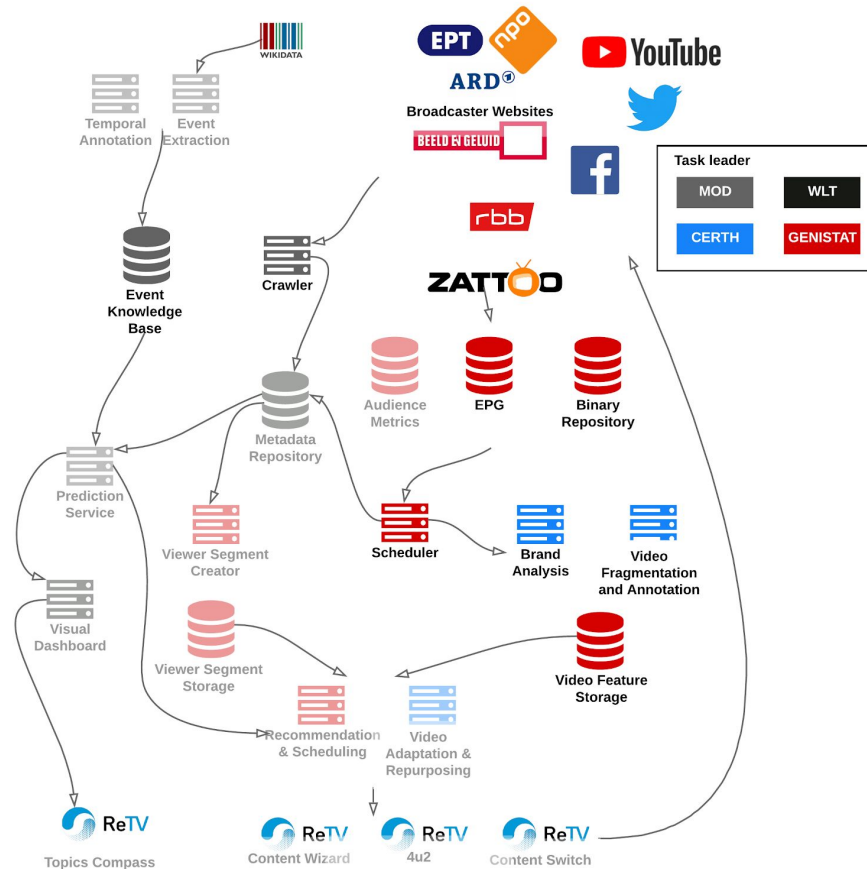 WIKIDATA
EPT
npo
YouTube
ARD
Temporal
Annotation
Event
Extraction
Broadcaster Websites
BEELD EN GELUID
f
Task leader
MOD
WLT
CERTH
GENISTAT
rbb
Event
Knowledge
Base
Crawler
ZATTOO
Metadata
Repository
Audience
Metrics
EPG
Binary
Repository
Prediction
Service
Viewer Segment
Creator
Scheduler
Brand
Analysis
Video
Fragmentation
and Annotation
Visual
Dashboard
Viewer Segment
Storage
Video Feature
Storage
Recommendation
& Scheduling
Video
Adaptation &
Repurposing
ReTV
Topics Compass
ReTV
Content Wizard
ReTV
4u2
ReTV
Content Switch